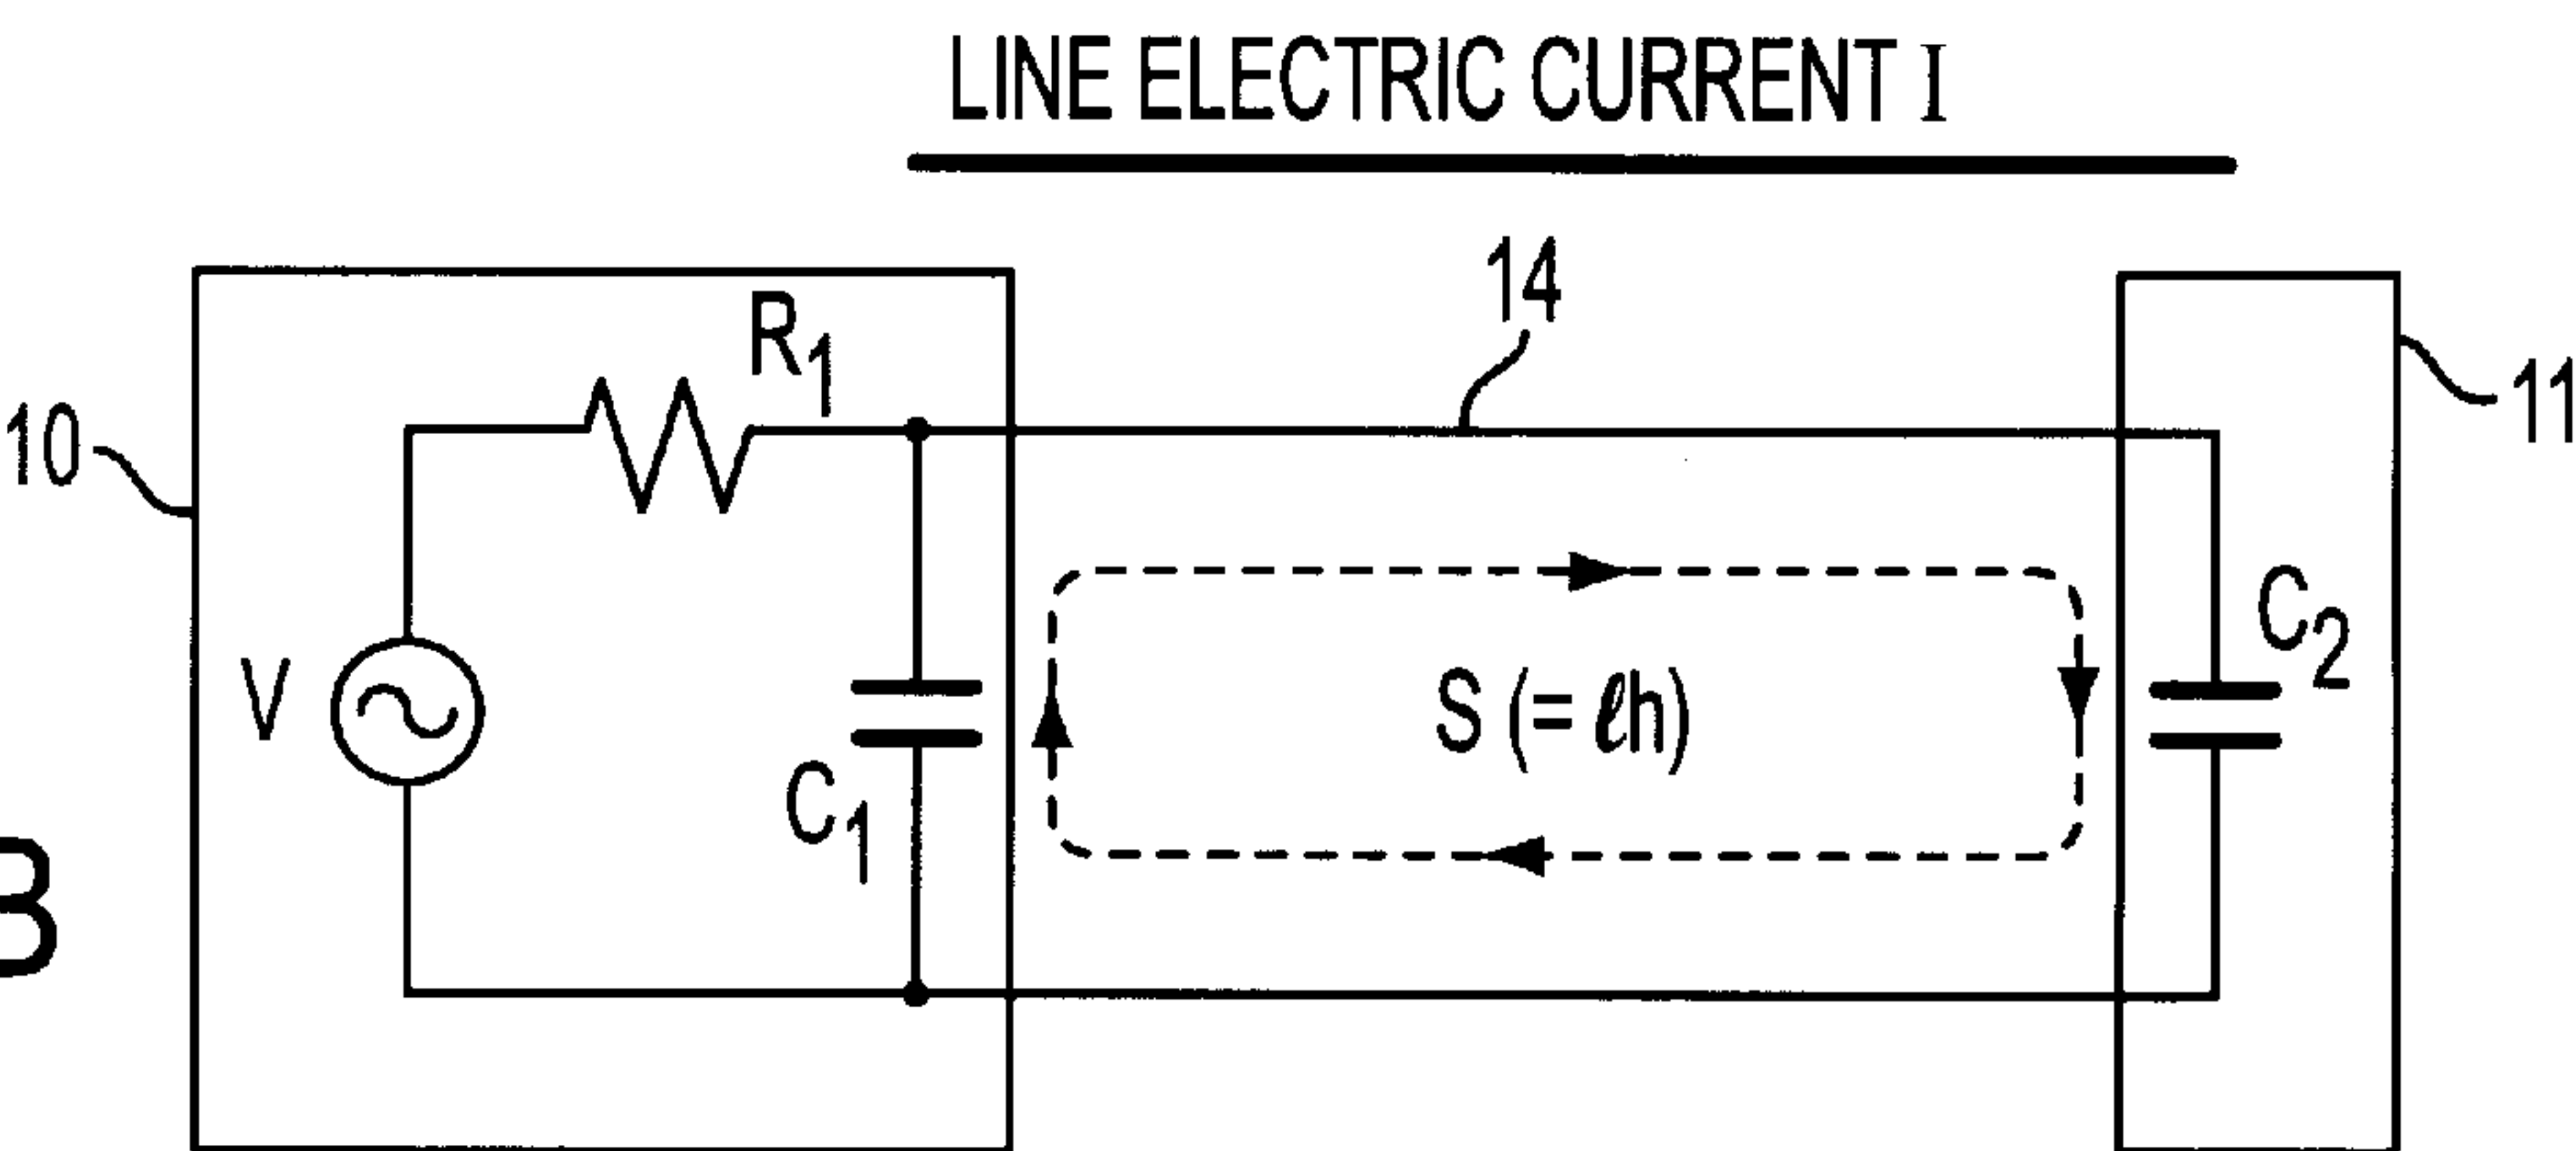 LINE ELECTRIC CURRENT I
14
R1
10
11
C2
V
S (= ℓh)
C1
B